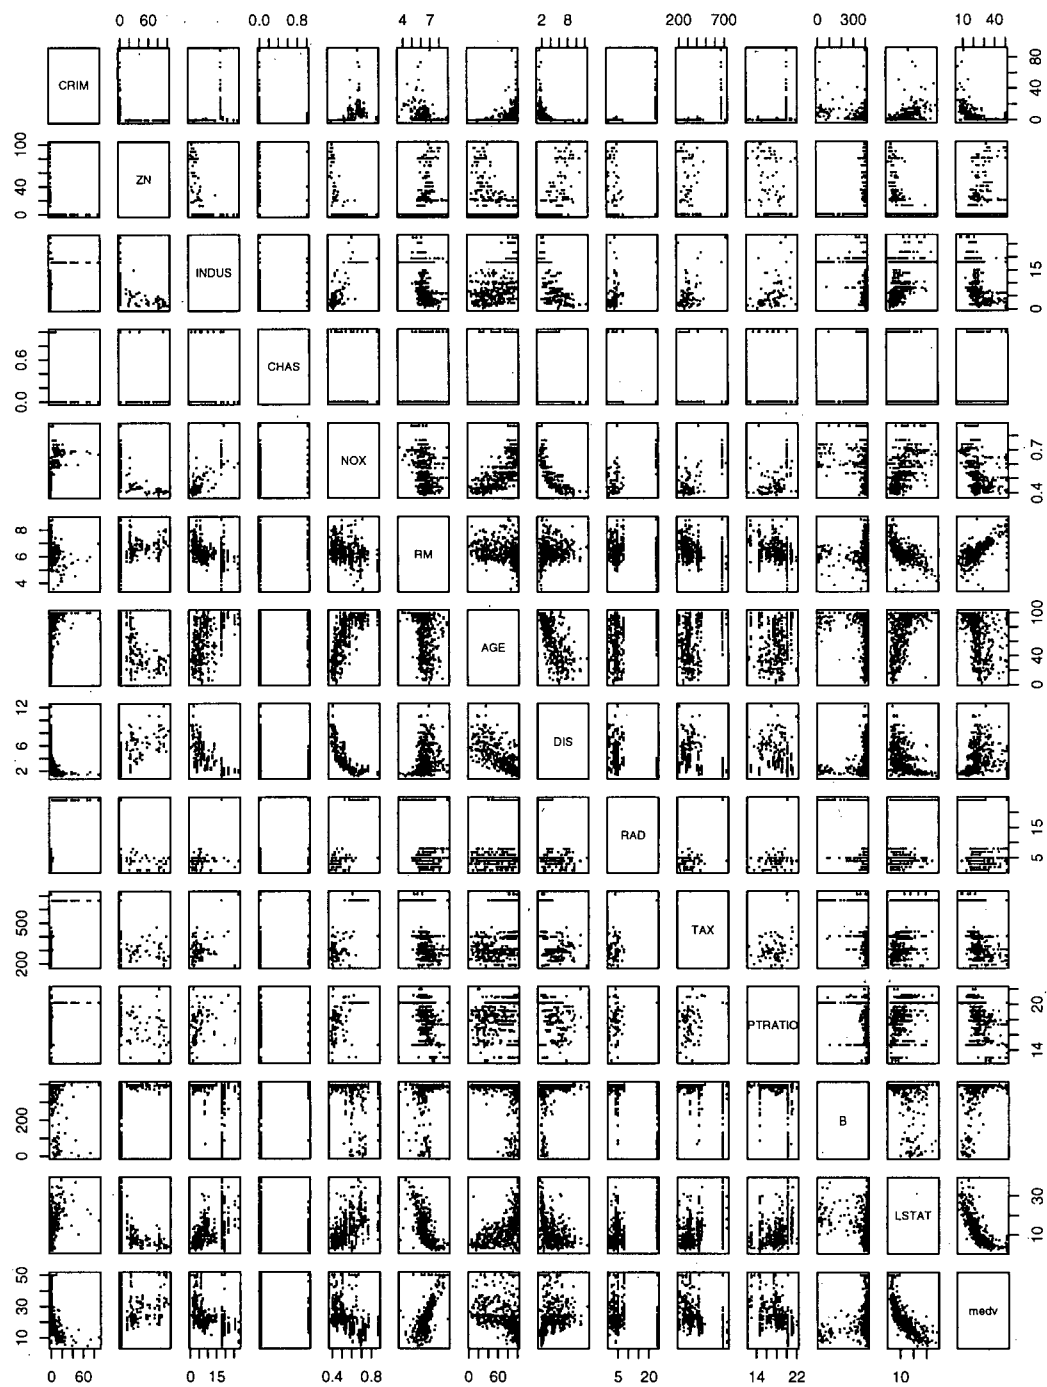 0 60
0.0 0.8
4 7
2 8
200 700
0 300
10 40
CRIM
0 40 80
0 40 100
ZN
INDUS
0 15
0.0 0.6
CHAS
NOX
0.4 0.7
4 6 8
RM
AGE
0 40 100
2 6 12
DIS
RAD
5 15
200 500
TAX
PTRATIO
14 20
0 200
B
LSTAT
10 30
10 30 50
medv
0 40 80
0 15
0.4 0.8
0 60
5 20
14 22
10